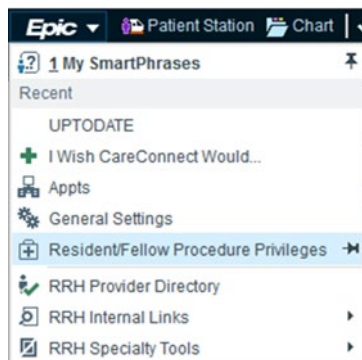 Epic Patient Station Chart
1 My SmartPhrases
Recent
UPTODATE
I Wish CareConnect Would...
Appts
General Settings
Resident/Fellow Procedure Privileges
RRH Provider Directory
RRH Internal Links
RRH Specialty Tools